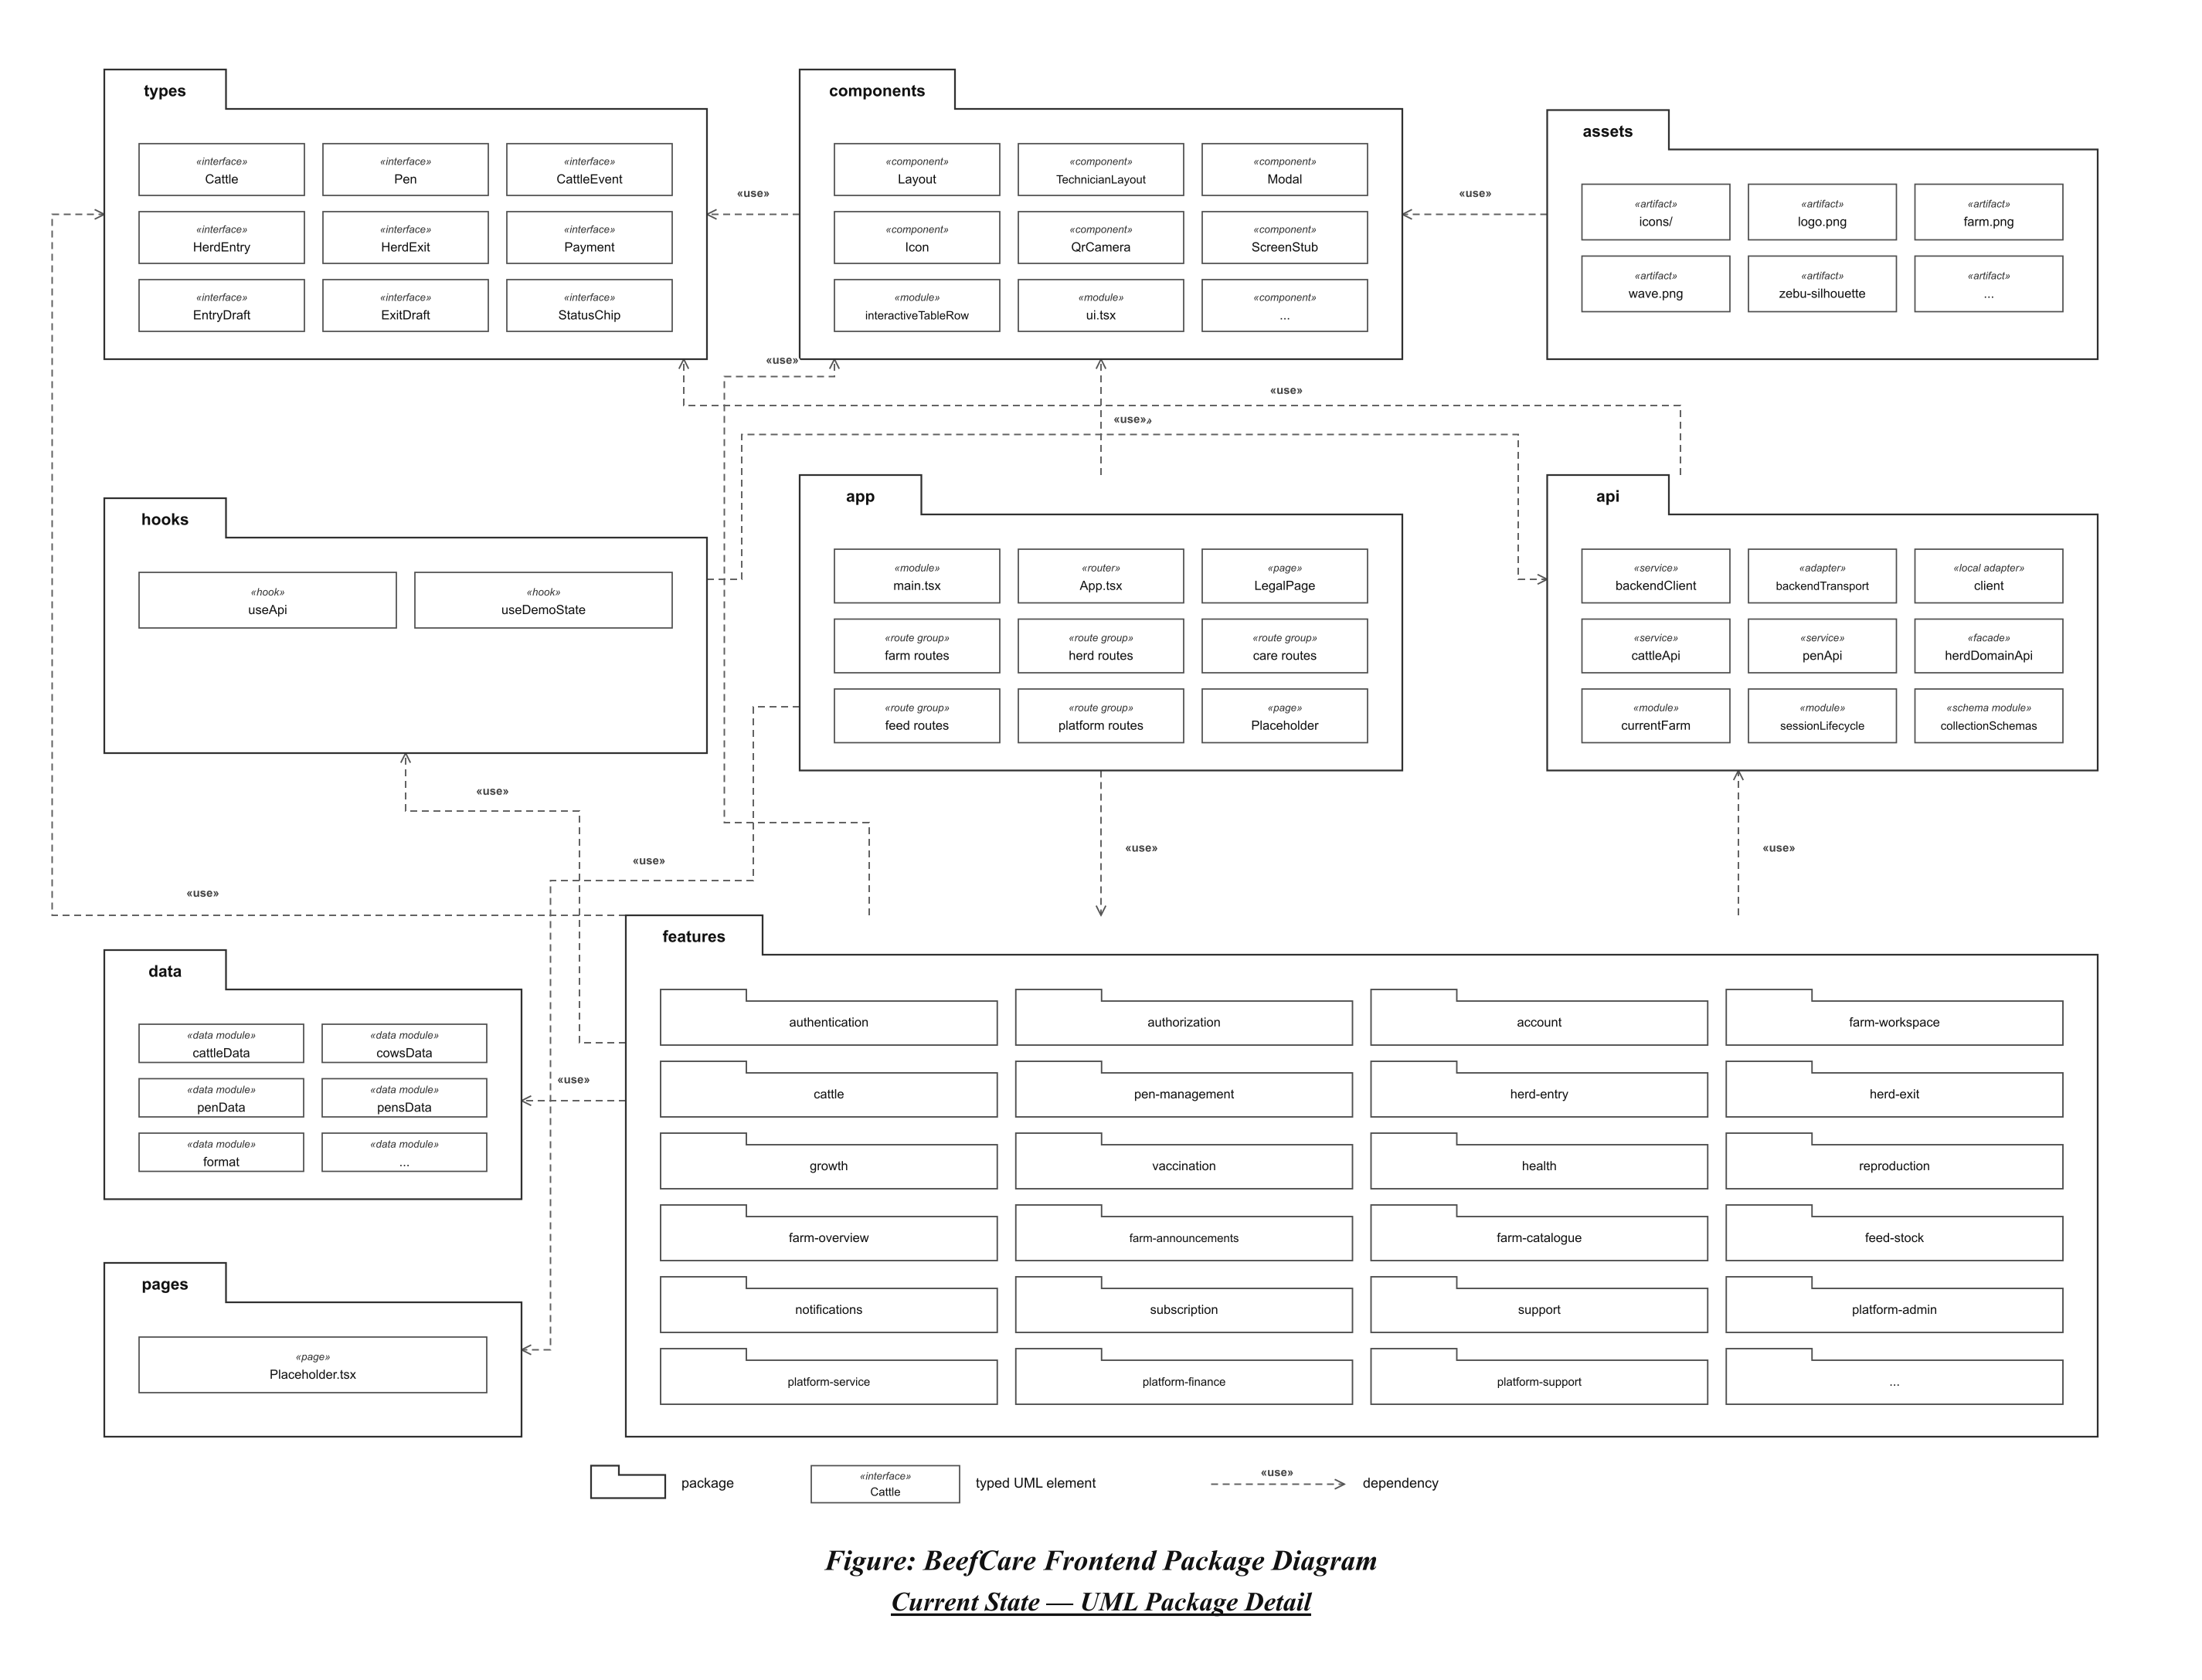 types
«interface»
Cattle
«interface»
Pen
«interface»
CattleEvent
«interface»
HerdEntry
«interface»
HerdExit
«interface»
Payment
«interface»
EntryDraft
«interface»
ExitDraft
«interface»
StatusChip
«use»
components
«component»
Layout
«component»
TechnicianLayout
«component»
Modal
«component»
Icon
«component»
QrCamera
«component»
ScreenStub
«module»
interactiveTableRow
«module»
ui.tsx
«component»
...
«use»
assets
«artifact»
icons/
«artifact»
logo.png
«artifact»
farm.png
«artifact»
wave.png
«artifact»
zebu-silhouette
«artifact»
...
«use»
«use»
«use»
hooks
«hook»
useApi
«hook»
useDemoState
app
«module»
main.tsx
«router»
App.tsx
«page»
LegalPage
«route group»
farm routes
«route group»
herd routes
«route group»
care routes
«route group»
feed routes
«route group»
platform routes
«page»
Placeholder
api
«service»
backendClient
«adapter»
backendTransport
«local adapter»
client
«service»
cattleApi
«service»
penApi
«facade»
herdDomainApi
«module»
currentFarm
«module»
sessionLifecycle
«schema module»
collectionSchemas
«use»
«use»
«use»
«use»
«use»
data
«data module»
cattleData
«data module»
cowsData
«data module»
penData
«data module»
pensData
«data module»
format
«data module»
...
«use»
pages
«page»
Placeholder.tsx
features
authentication
authorization
account
farm-workspace
cattle
pen-management
herd-entry
herd-exit
growth
vaccination
health
reproduction
farm-overview
farm-announcements
farm-catalogue
feed-stock
notifications
subscription
support
platform-admin
platform-service
platform-finance
platform-support
...
package
«interface»
Cattle
typed UML element
«use»
dependency
Figure: BeefCare Frontend Package Diagram
Current State — UML Package Detail